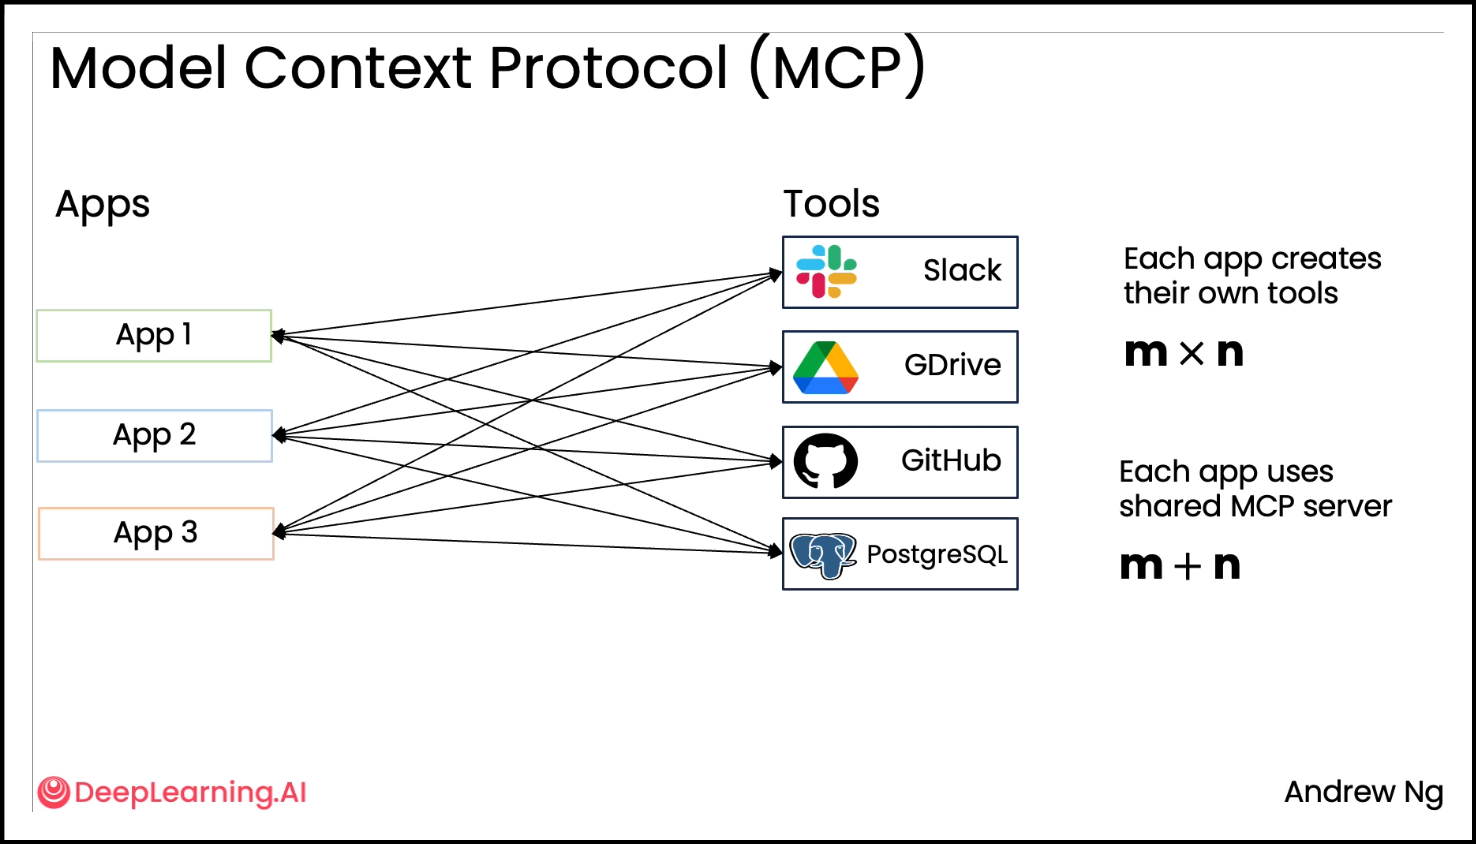 Model Context Protocol (MCP)
Apps
Tools
App 1
App 2
App 3
Slack
GDrive
GitHub
PostgreSQL
Each app creates
their own tools
m × n
Each app uses
shared MCP server
m + n
DeepLearning.AI
Andrew Ng